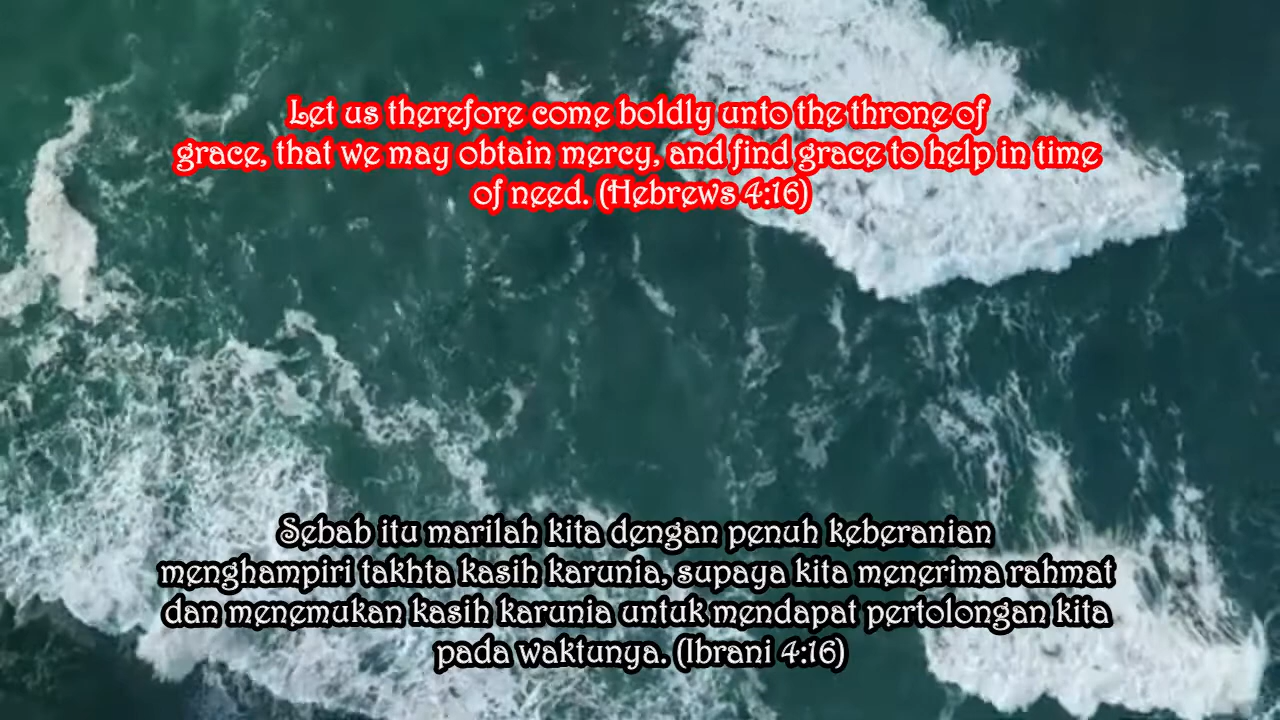 Let us therefore come boldly unto the throne of
grace, that we may obtain mercy, and find grace to help in time
of need. (Hebrews 4:16)
Sebab itu marilah kita dengan penuh keberanian
menghampiri takhta kasih karunia, supaya kita menerima rahmat
dan menemukan kasih karunia untuk mendapat pertolongan kita
pada waktunya. (Ibrani 4:16)